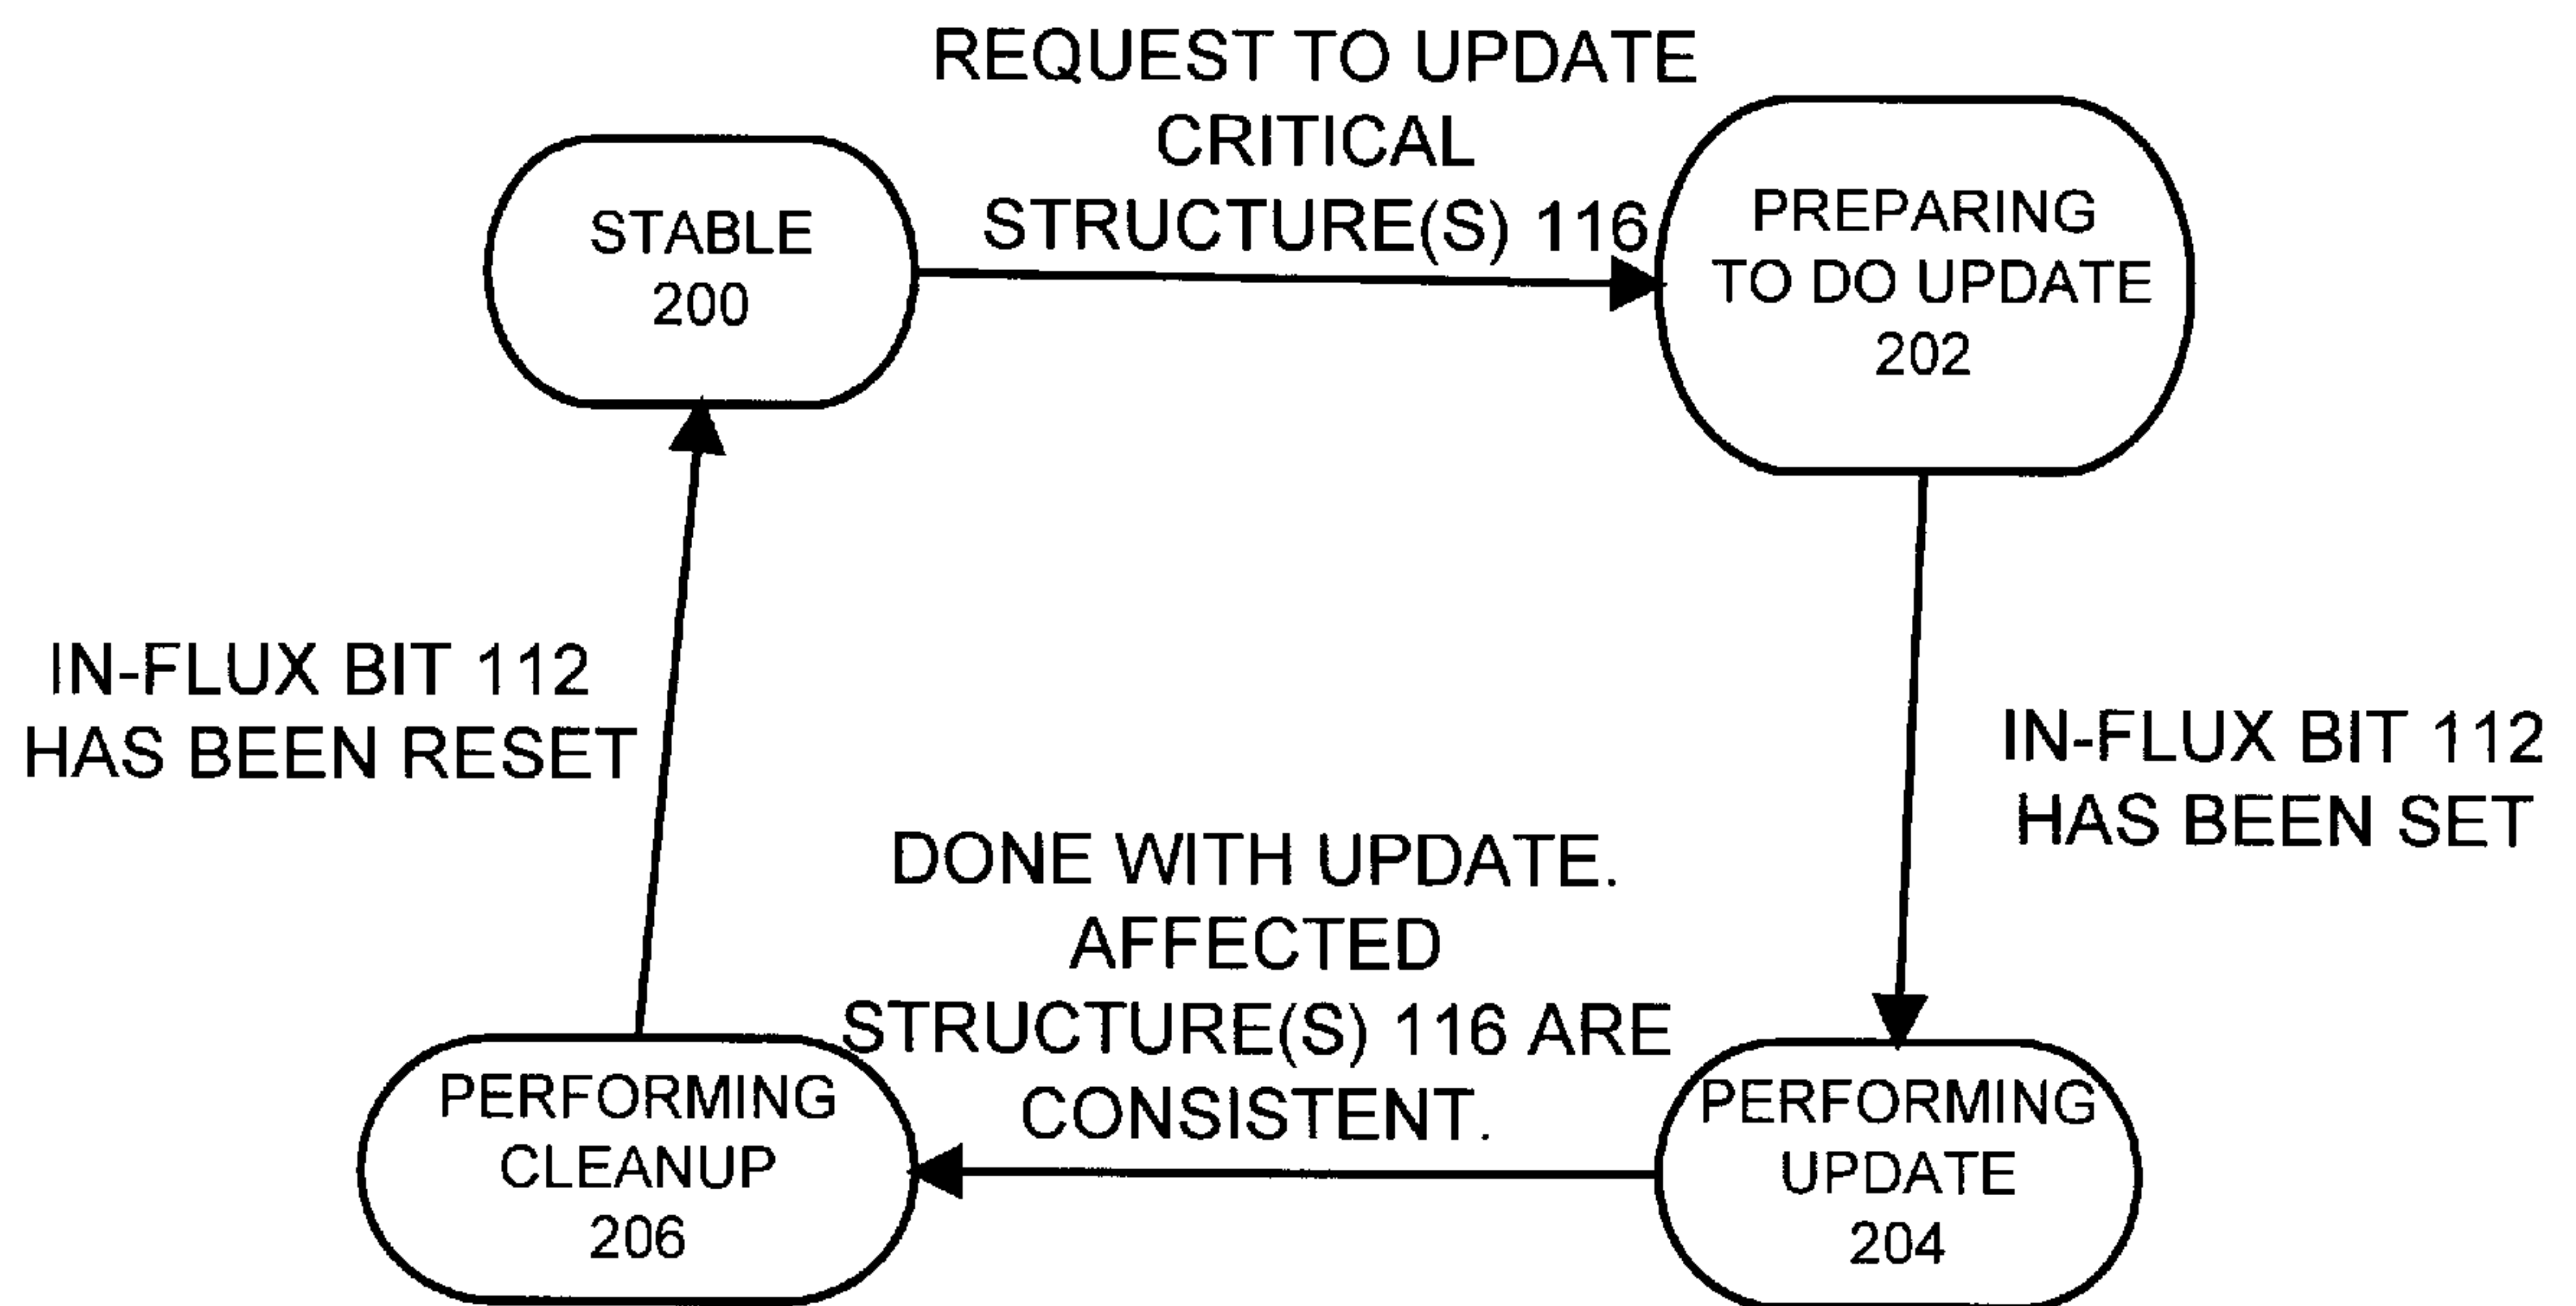 REQUEST TO UPDATE
CRITICAL
STRUCTURE(S) 116
STABLE
200
PREPARING
TO DO UPDATE
202
IN-FLUX BIT 112
HAS BEEN RESET
IN-FLUX BIT 112
HAS BEEN SET
DONE WITH UPDATE.
AFFECTED
STRUCTURE(S) 116 ARE
CONSISTENT.
PERFORMING
CLEANUP
206
PERFORMING
UPDATE
204